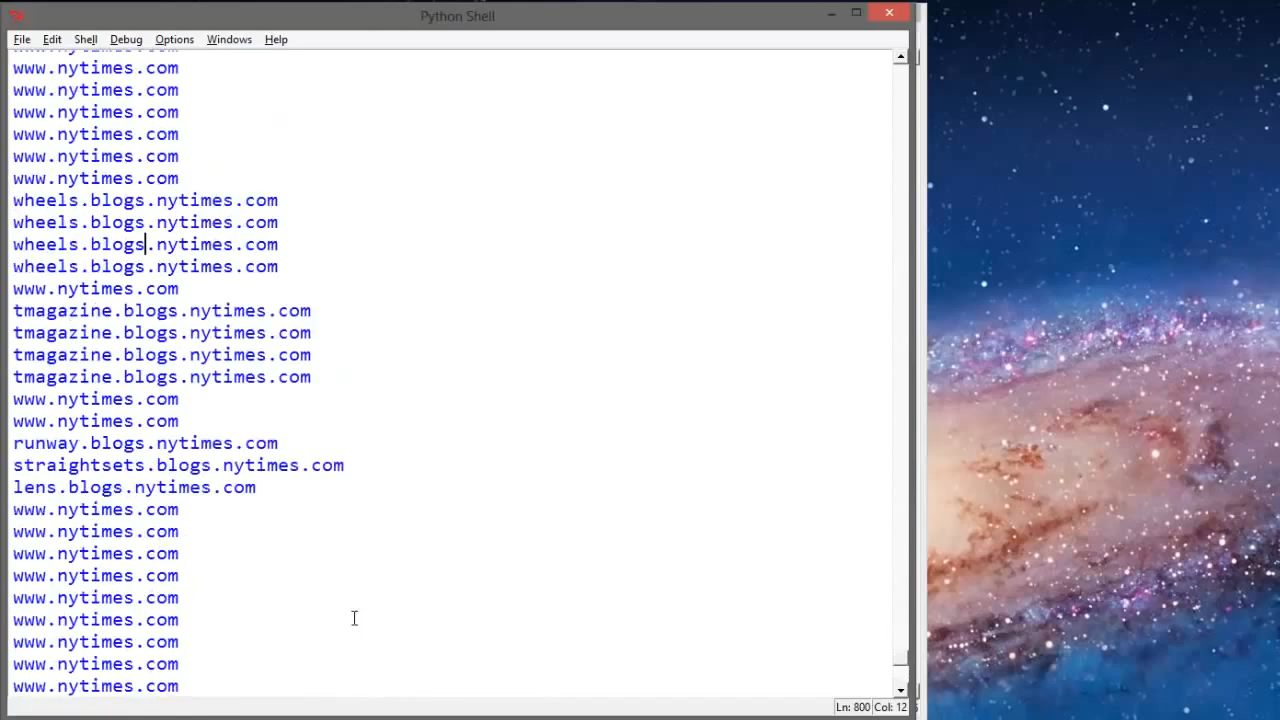 Python Shell
File Edit Shell Debug Options Windows Help
www.nytimes.com
www.nytimes.com
www.nytimes.com
www.nytimes.com
www.nytimes.com
www.nytimes.com
wheels.blogs.nytimes.com
wheels.blogs.nytimes.com
wheels.blogs.nytimes.com
wheels.blogs.nytimes.com
www.nytimes.com
tmagazine.blogs.nytimes.com
tmagazine.blogs.nytimes.com
tmagazine.blogs.nytimes.com
tmagazine.blogs.nytimes.com
www.nytimes.com
www.nytimes.com
runway.blogs.nytimes.com
straightsets.blogs.nytimes.com
lens.blogs.nytimes.com
www.nytimes.com
www.nytimes.com
www.nytimes.com
www.nytimes.com
www.nytimes.com
www.nytimes.com
www.nytimes.com
www.nytimes.com
www.nytimes.com
Ln: 800 Col: 12